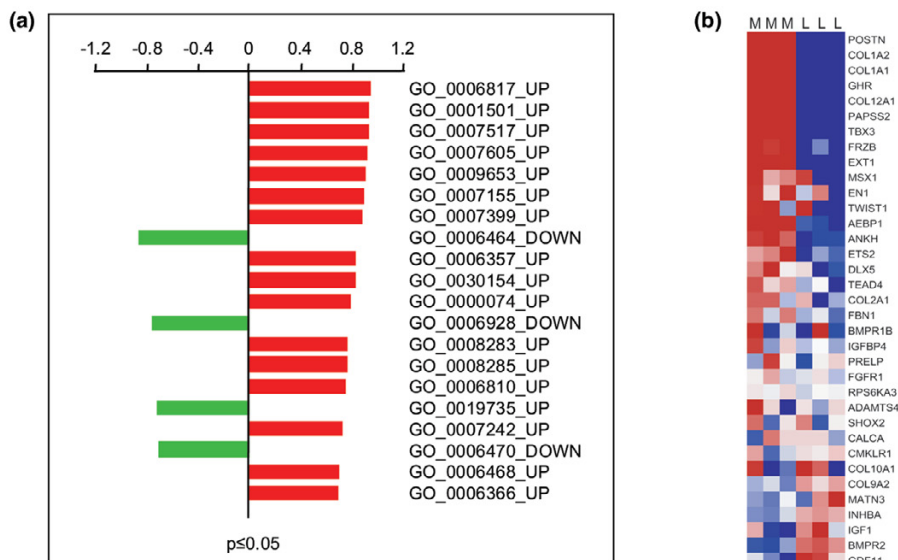 (a)
-1.2 -0.8 -0.4 0 0.4 0.8 1.2
GO_0006817_UP
GO_0001501_UP
GO_0007517_UP
GO_0007605_UP
GO_0009653_UP
GO_0007155_UP
GO_0007399_UP
GO_0006464_DOWN
GO_0006357_UP
GO_0030154_UP
GO_0000074_UP
GO_0006928_DOWN
GO_0008283_UP
GO_0008285_UP
GO_0006810_UP
GO_0019735_UP
GO_0007242_UP
GO_0006470_DOWN
GO_0006468_UP
GO_0006366_UP
p≤0.05
(b)
M M M L L L
POSTN
COL1A2
COL1A1
GHR
COL12A1
PAPSS2
TBX3
FRZB
EXT1
MSX1
EN1
TWIST1
AEBP1
ANKH
ETS2
DLX5
TEAD4
COL2A1
FBN1
BMPR1B
IGFBP4
PRELP
FGFR1
RPS6KA3
ADAMTS4
SHOX2
CALCA
CMKLR1
COL10A1
COL9A2
MATN3
INHBA
IGF1
BMPR2